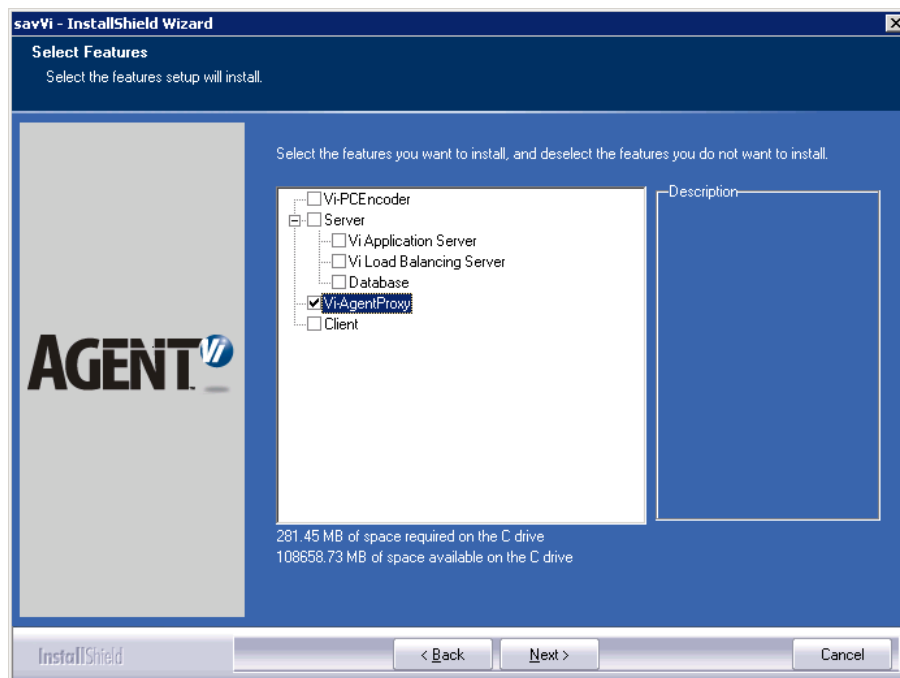 savVi - InstallShield Wizard
Select Features
Select the features setup will install.
Select the features you want to install, and deselect the features you do not want to install.
Vi-PCEncoder
Server
Vi Application Server
Vi Load Balancing Server
Database
Vi-AgentProxy
Client
Description
AGENT Vi
281.45 MB of space required on the C drive
108658.73 MB of space available on the C drive
InstallShield
< Back
Next >
Cancel